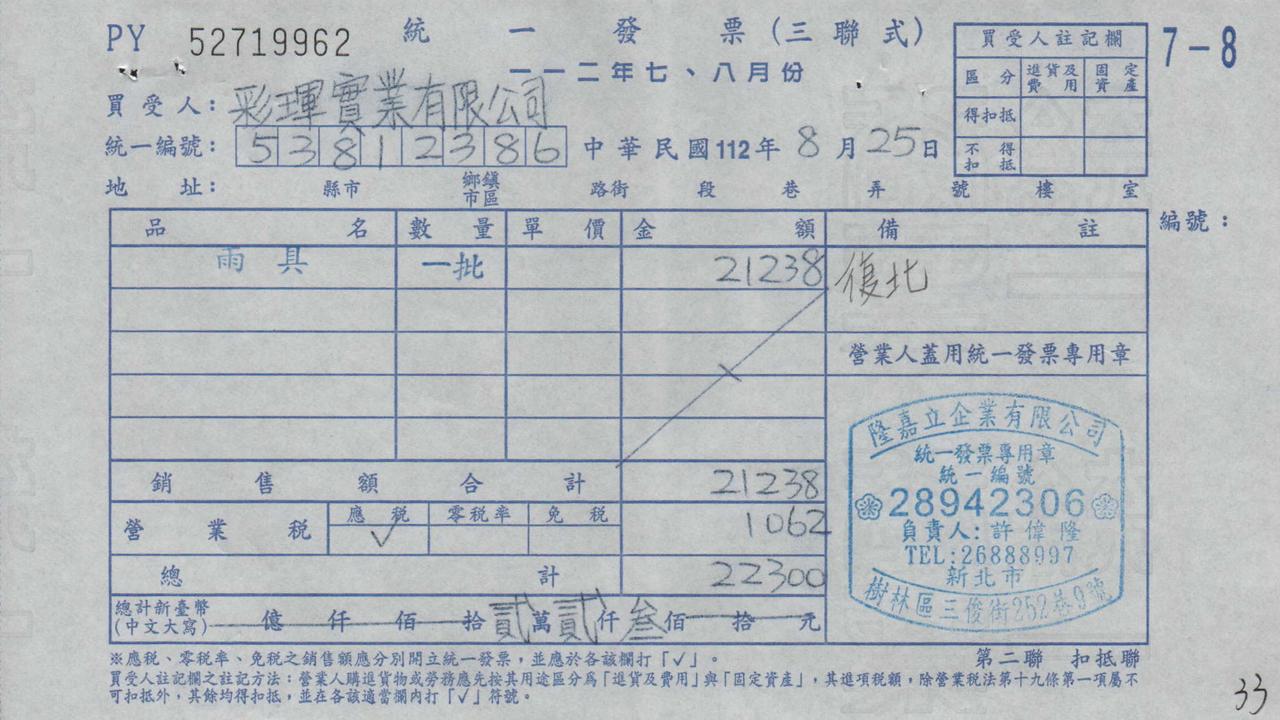 PY 52719962 統一發票(三聯式)
一一二年七、八月份
7-8
買受人註記欄
區分 進貨及費用 固定資產
得扣抵
不得扣抵
買受人：彩琿實業有限公司
統一編號：53812386 中華民國112年8月25日
地址： 縣市 鄉鎮市區 路街 段 巷 弄 號 樓 室
品名 數量 單價 金額 備註 編號：
雨具 一批 21238 復北
營業人蓋用統一發票專用章
隆嘉立企業有限公司
統一發票專用章
統一編號
28942306
負責人:許偉隆
TEL:26888997
新北市
樹林區三俊街252巷9號
銷售額合計 21238
營業稅 應稅 ✓ 零稅率 免稅 1062
總計 22300
總計新臺幣(中文大寫) 億 仟 佰 拾 貳萬 貳仟 叁佰 拾 元
※應稅、零稅率、免稅之銷售額應分別開立統一發票，並應於各該欄打「✓」。 第二聯 扣抵聯
買受人註記欄之註記方法：營業人購進貨物或勞務應先按其用途區分為「進貨及費用」與「固定資產」，其進項稅額，除營業稅法第十九條第一項屬不
可扣抵外，其餘均得扣抵，並在各該適當欄內打「✓」符號。
33